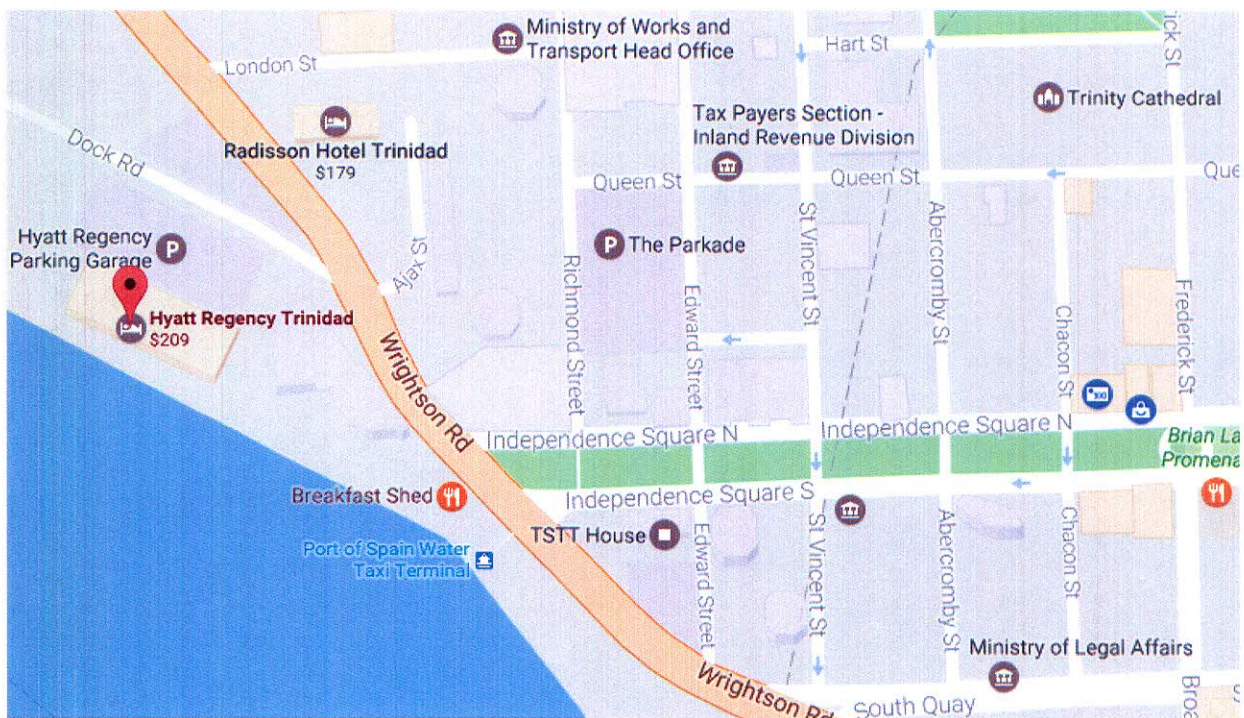 Ministry of Works and
Transport Head Office
Hart St
London St
Trinity Cathedral
Tax Payers Section -
Inland Revenue Division
Dock Rd
Radisson Hotel Trinidad
$179
Queen St
Queen St
Hyatt Regency
Parking Garage
P
P
The Parkade
Ajax St
St Vincent St
Abercromby St
Richmond Street
Edward Street
Chacon St
Frederick St
Hyatt Regency Trinidad
$209
Wrightson Rd
Independence Square N
Independence Square N
Breakfast Shed
Independence Square S
TSTT House
Port of Spain Water
Taxi Terminal
Edward Street
St Vincent St
Abercromby St
Chacon St
Ministry of Legal Affairs
Wrightson Rd
South Quay